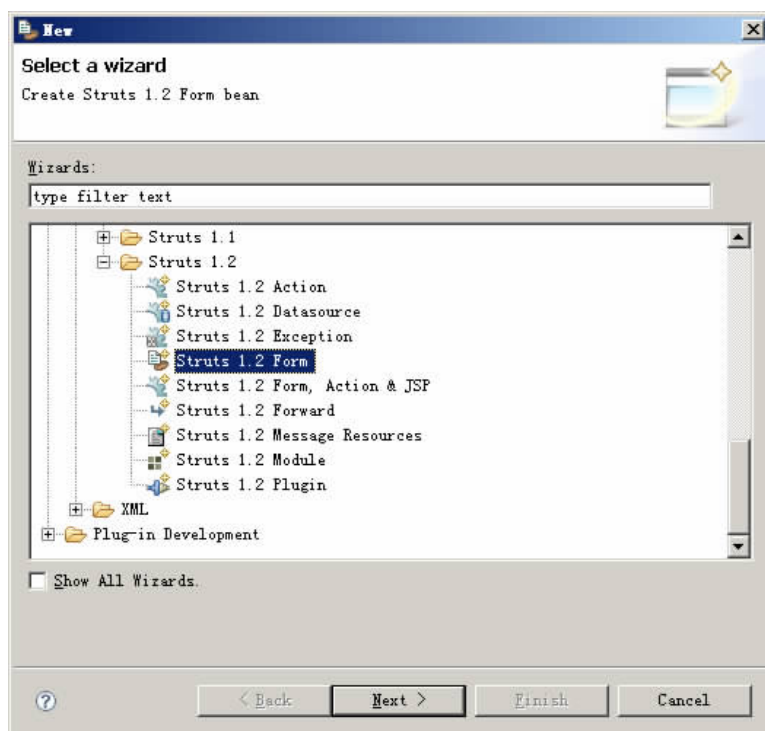 New
Select a wizard
Create Struts 1.2 Form bean
Wizards:
type filter text
Struts 1.1
Struts 1.2
Struts 1.2 Action
Struts 1.2 Datasource
Struts 1.2 Exception
Struts 1.2 Form
Struts 1.2 Form, Action & JSP
Struts 1.2 Forward
Struts 1.2 Message Resources
Struts 1.2 Module
Struts 1.2 Plugin
XML
Plug-in Development
Show All Wizards.
< Back Next > Finish Cancel